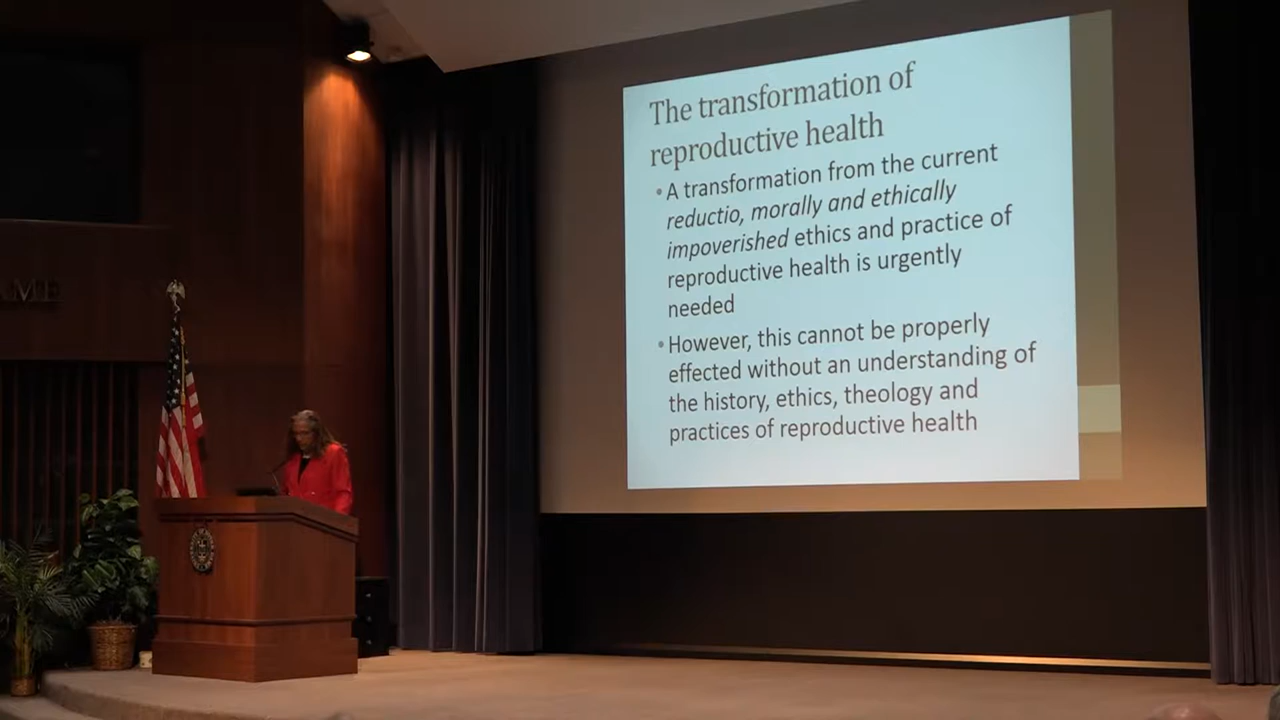 The transformation of
reproductive health
•A transformation from the current
reductio, morally and ethically
impoverished ethics and practice of
reproductive health is urgently
needed
•However, this cannot be properly
effected without an understanding of
the history, ethics, theology and
practices of reproductive health
AME